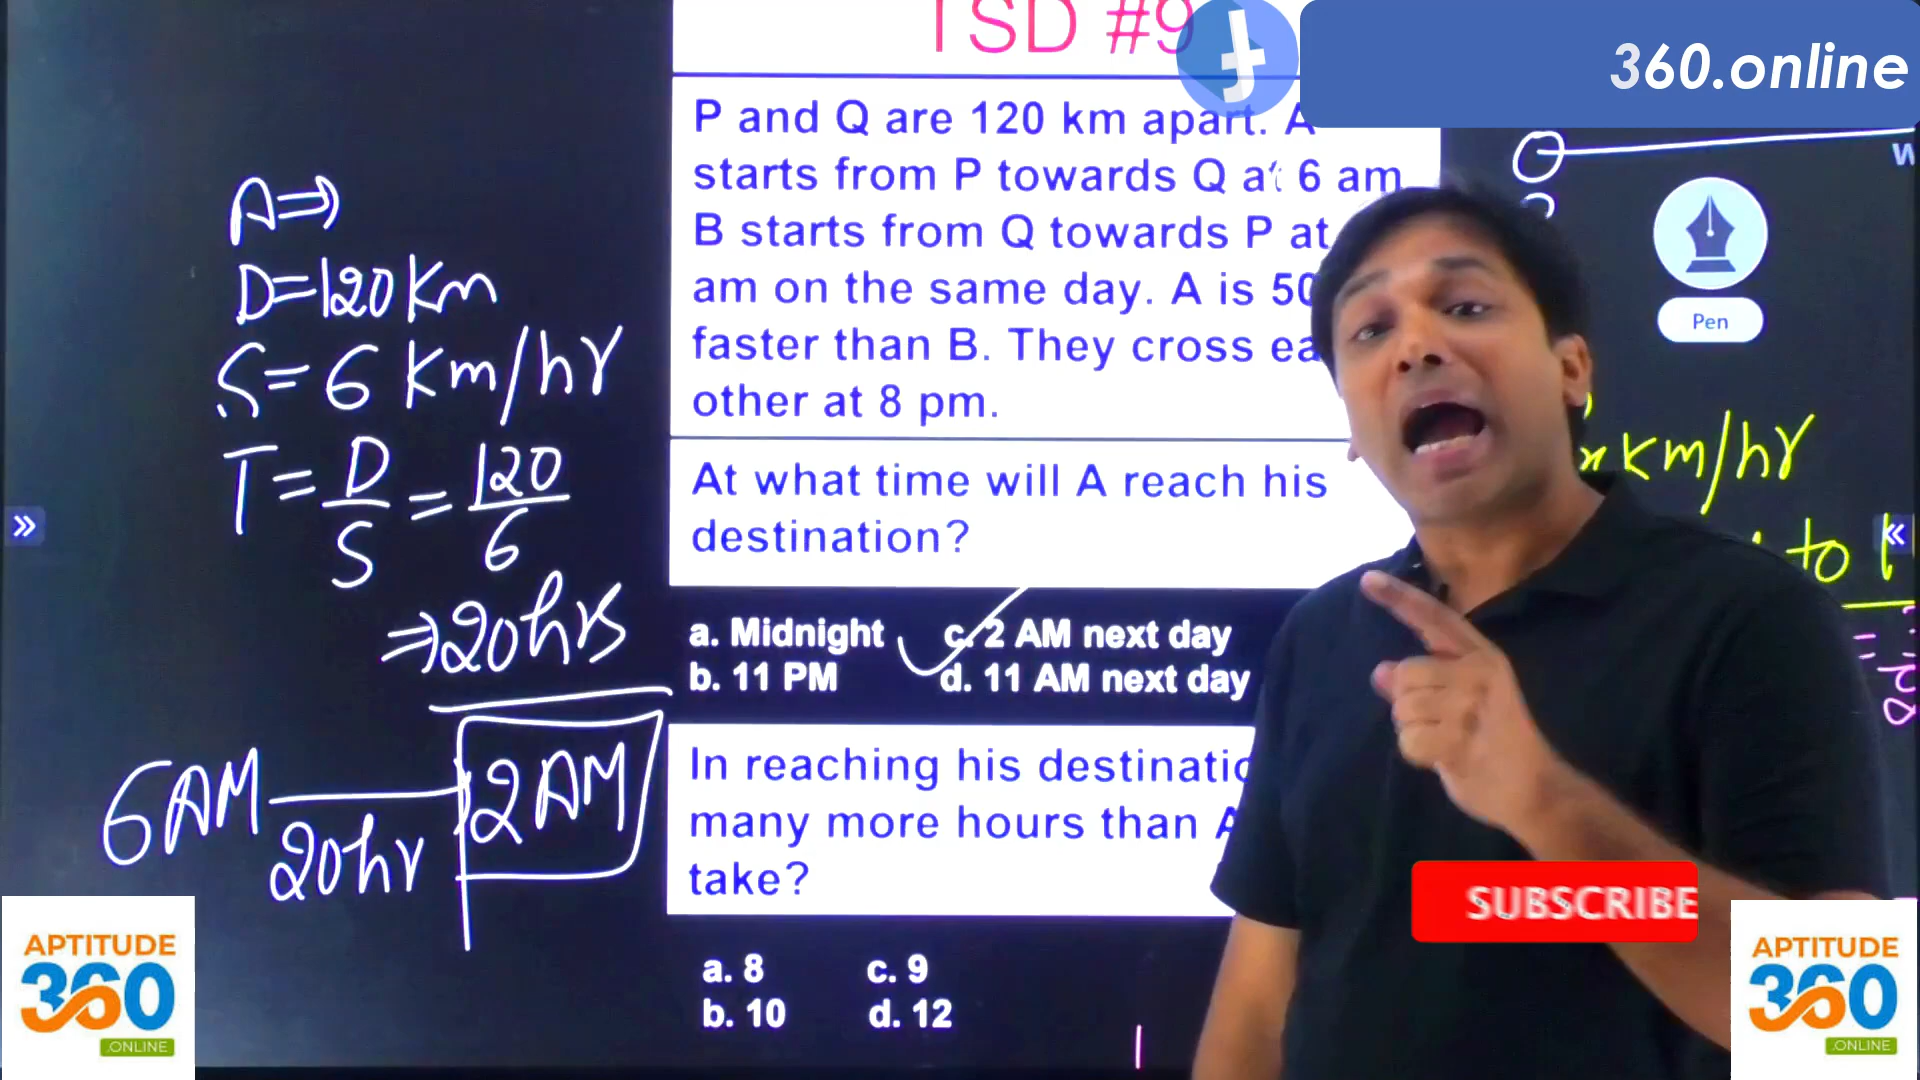 TSD #9
360.online
P and Q are 120 km apart. A
starts from P towards Q at 6 am
B starts from Q towards P at
am on the same day. A is 50
faster than B. They cross ea
other at 8 pm.
At what time will A reach his
destination?
a. Midnight c. 2 AM next day
b. 11 PM d. 11 AM next day
In reaching his destinatio
many more hours than A
take?
a. 8 c. 9
b. 10 d. 12
A⇒
D=120 Km
S= 6 Km/hr
T= D/S = 120/6
⇒20hrs
6AM 20hr 2AM
Pen
x km/hr
to
SUBSCRIBE
APTITUDE
360
.ONLINE
APTITUDE
360
.ONLINE